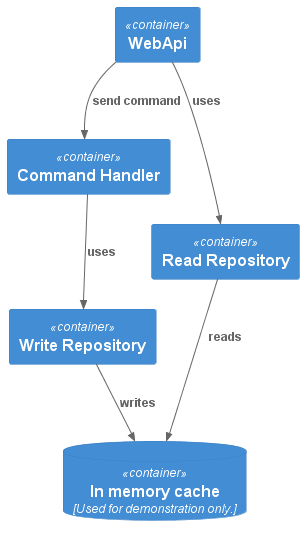 «container»
WebApi
send command
uses
«container»
Command Handler
«container»
Read Repository
uses
«container»
Write Repository
reads
writes
«container»
In memory cache
[Used for demonstration only.]